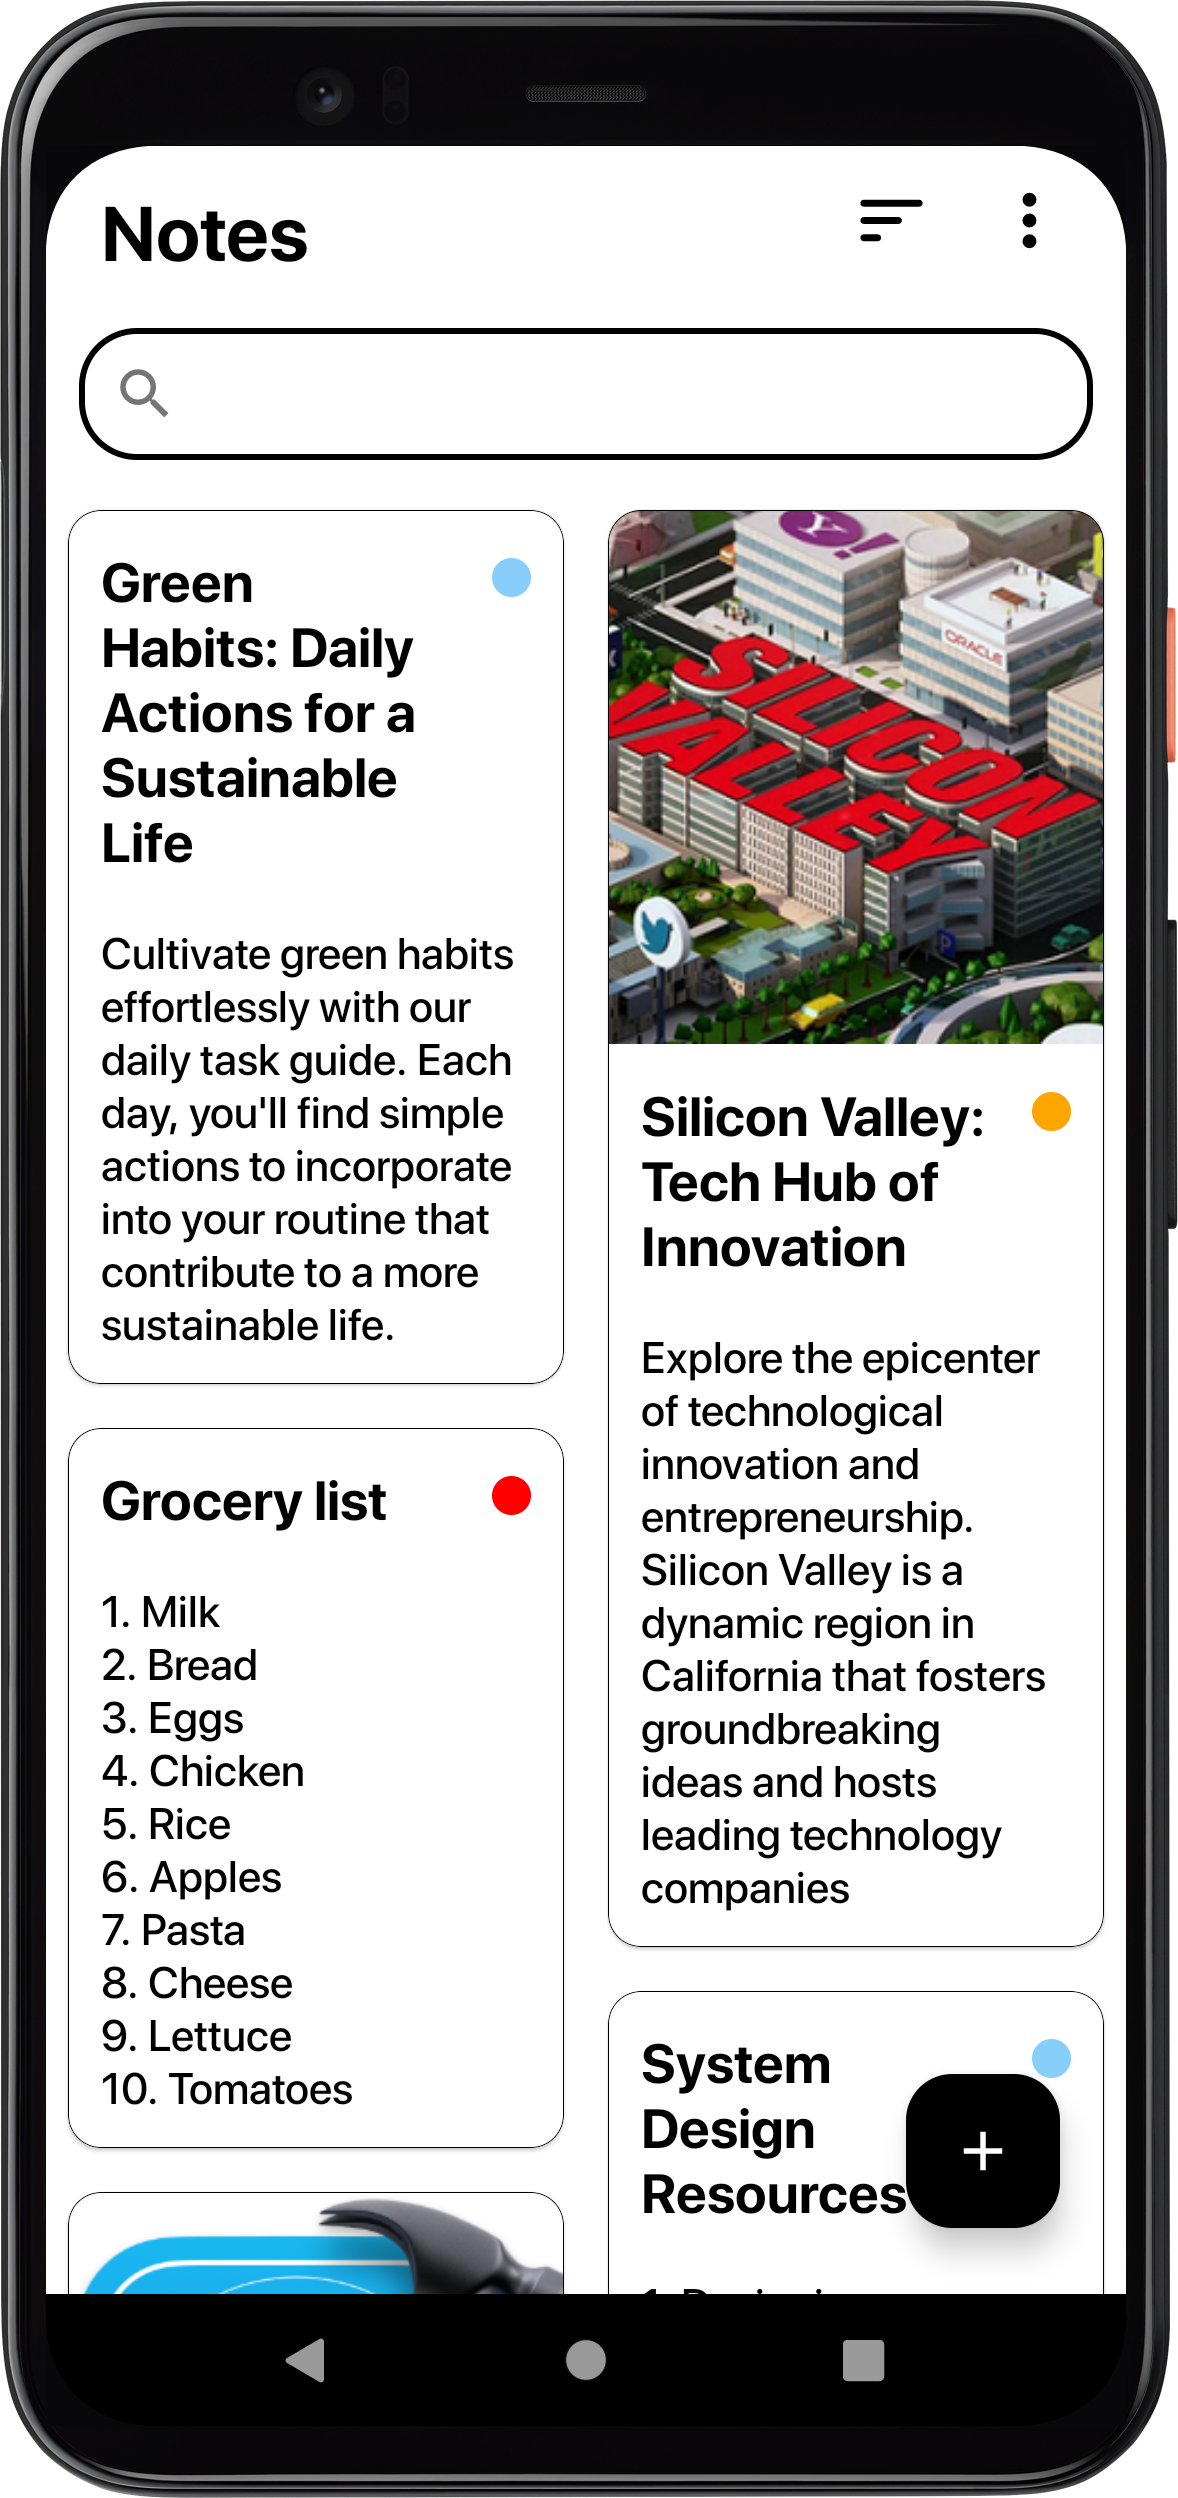 Notes
Green
Habits: Daily
Actions for a
Sustainable
Life
Cultivate green habits
effortlessly with our
daily task guide. Each
day, you'll find simple
actions to incorporate
into your routine that
contribute to a more
sustainable life.
Grocery list
1. Milk
2. Bread
3. Eggs
4. Chicken
5. Rice
6. Apples
7. Pasta
8. Cheese
9. Lettuce
10. Tomatoes
Y!
ORACLE
SILICON
VALLEY
P
Silicon Valley:
Tech Hub of
Innovation
Explore the epicenter
of technological
innovation and
entrepreneurship.
Silicon Valley is a
dynamic region in
California that fosters
groundbreaking
ideas and hosts
leading technology
companies
System
Design
Resources